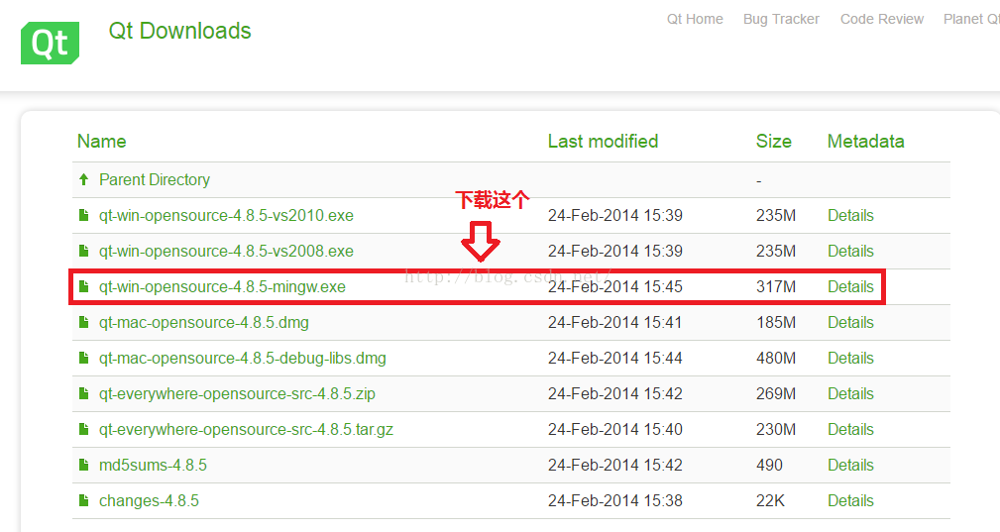 Qt
Qt Downloads
Qt Home Bug Tracker Code Review Planet Qt
Name Last modified Size Metadata
Parent Directory -
下载这个
qt-win-opensource-4.8.5-vs2010.exe 24-Feb-2014 15:39 235M Details
qt-win-opensource-4.8.5-vs2008.exe 24-Feb-2014 15:39 235M Details
http://blog.csdn.net/
qt-win-opensource-4.8.5-mingw.exe 24-Feb-2014 15:45 317M Details
qt-mac-opensource-4.8.5.dmg 24-Feb-2014 15:41 185M Details
qt-mac-opensource-4.8.5-debug-libs.dmg 24-Feb-2014 15:44 480M Details
qt-everywhere-opensource-src-4.8.5.zip 24-Feb-2014 15:42 269M Details
qt-everywhere-opensource-src-4.8.5.tar.gz 24-Feb-2014 15:40 230M Details
md5sums-4.8.5 24-Feb-2014 15:42 490 Details
changes-4.8.5 24-Feb-2014 15:38 22K Details